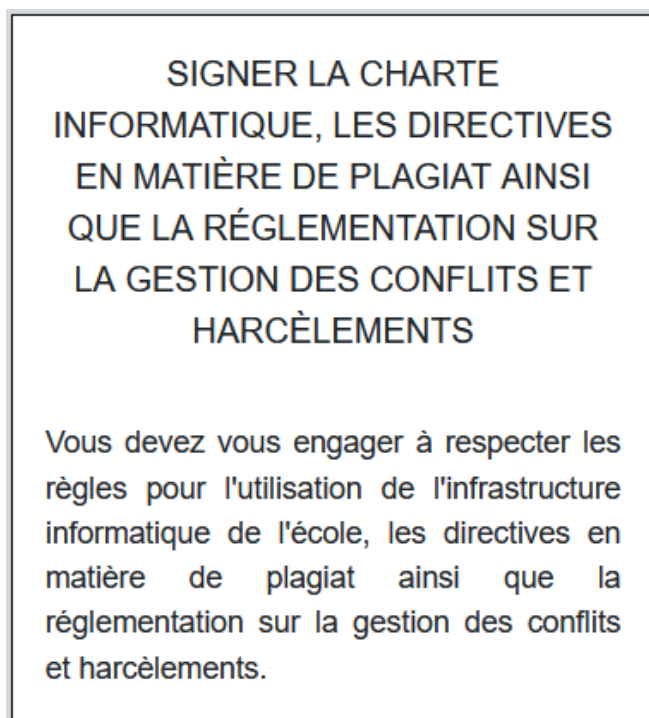 SIGNER LA CHARTE
INFORMATIQUE, LES DIRECTIVES
EN MATIÈRE DE PLAGIAT AINSI
QUE LA RÉGLEMENTATION SUR
LA GESTION DES CONFLITS ET
HARCÈLEMENTS
Vous devez vous engager à respecter les
règles pour l'utilisation de l'infrastructure
informatique de l'école, les directives en
matière de plagiat ainsi que la
réglementation sur la gestion des conflits
et harcèlements.